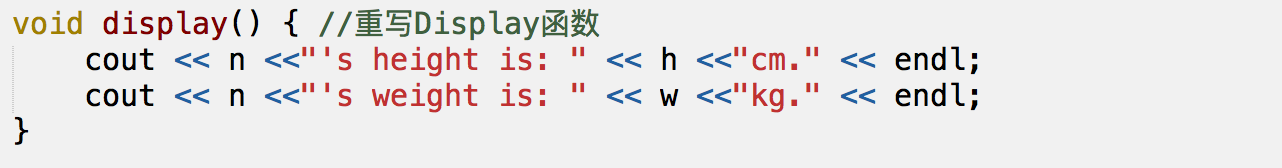 void display() { //重写Display函数
    cout << n <<"'s height is: " << h <<"cm." << endl;
    cout << n <<"'s weight is: " << w <<"kg." << endl;
}